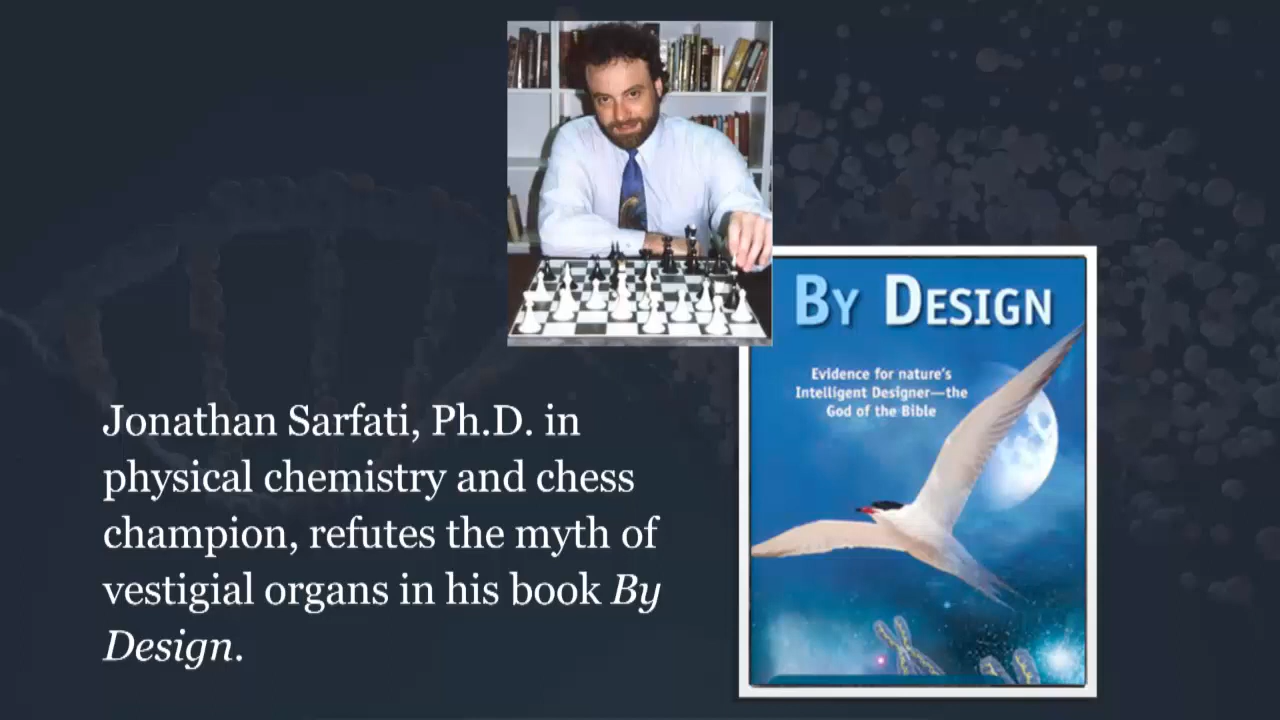 By Design
Evidence for nature's
Intelligent Designer—the
God of the Bible
Jonathan Sarfati, Ph.D. in
physical chemistry and chess
champion, refutes the myth of
vestigial organs in his book By
Design.